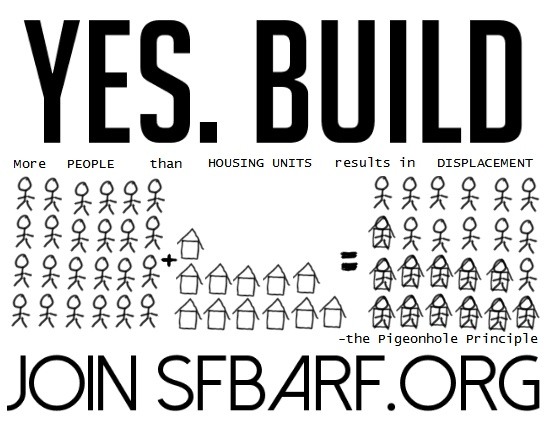 YES. BUILD
More PEOPLE than HOUSING UNITS results in DISPLACEMENT
+ =
-the Pigeonhole Principle
JOIN SFBARF.ORG